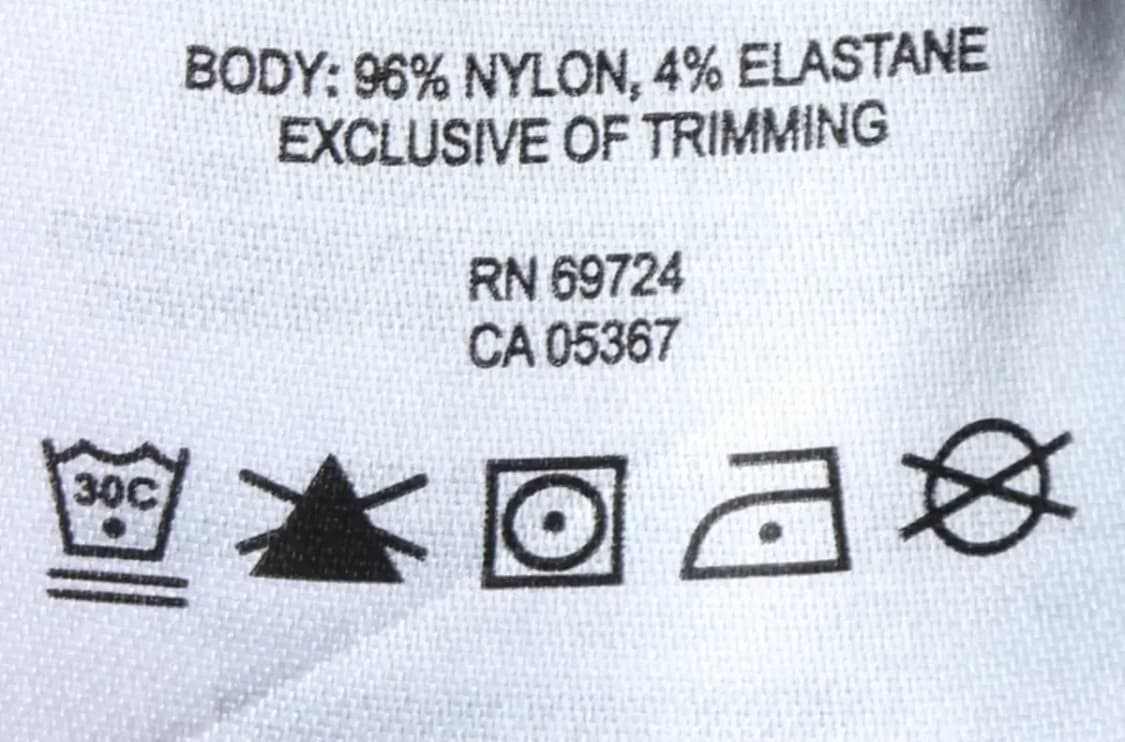 BODY: 96% NYLON, 4% ELASTANE
EXCLUSIVE OF TRIMMING
RN 69724
CA 05367
30C